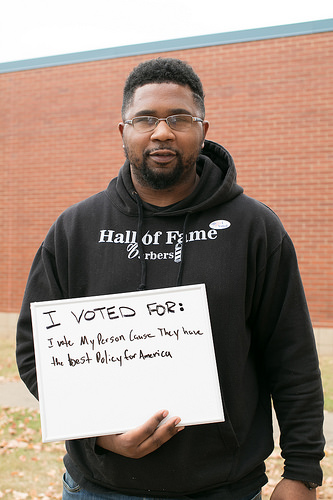 Hall of Fame
Barbers
I VOTED FOR:
I vote My Person Cause They have
the best Policy for America